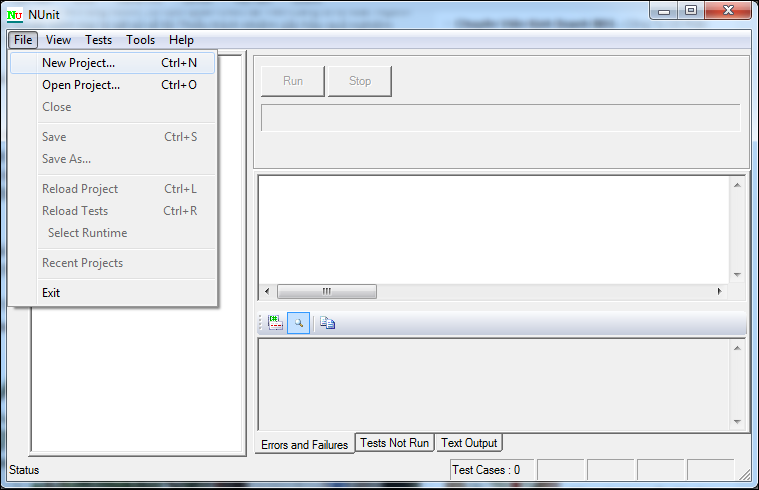 NUnit
File View Tests Tools Help
New Project... Ctrl+N
Open Project... Ctrl+O
Close
Save Ctrl+S
Save As...
Reload Project Ctrl+L
Reload Tests Ctrl+R
Select Runtime
Recent Projects
Exit
Run Stop
Errors and Failures Tests Not Run Text Output
Status Test Cases : 0